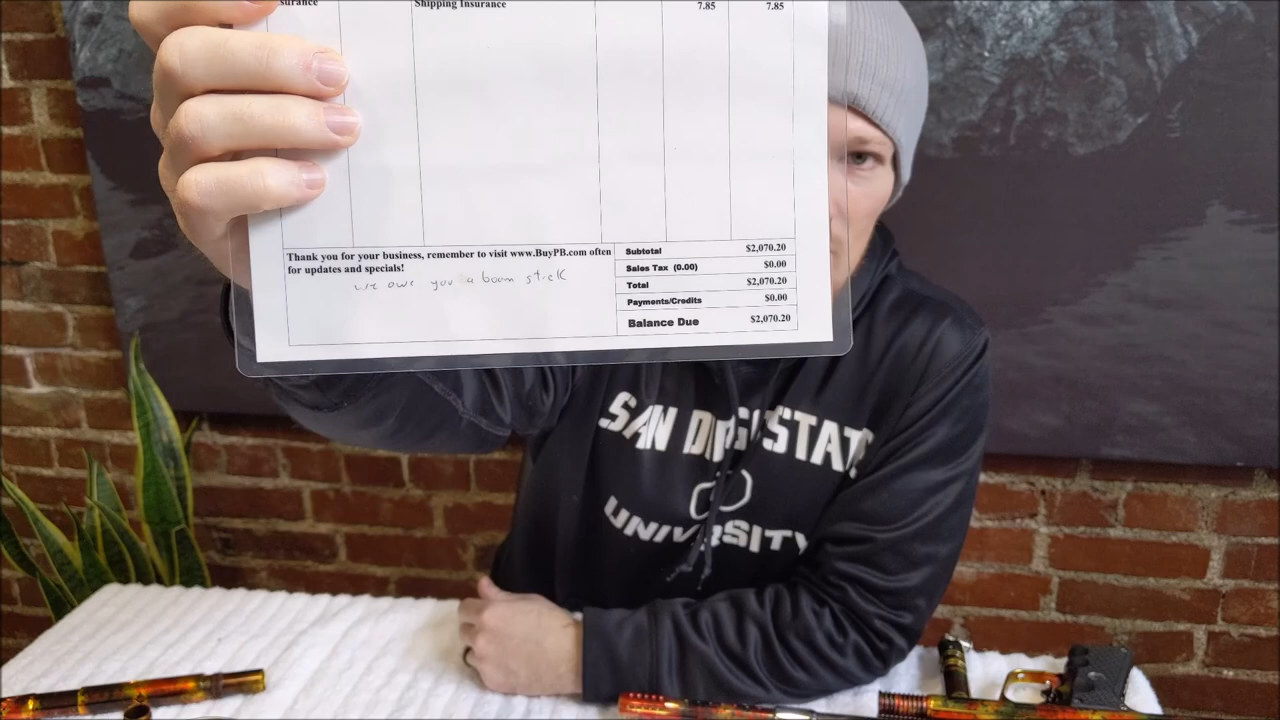 surance Shipping Insurance 7.85 7.85
Thank you for your business, remember to visit www.BuyPB.com often
for updates and specials!
we owe you a boom stick
Subtotal $2,070.20
Sales Tax (0.00) $0.00
Total $2,070.20
Payments/Credits $0.00
Balance Due $2,070.20
SAN DIEGO STATE
UNIVERSITY